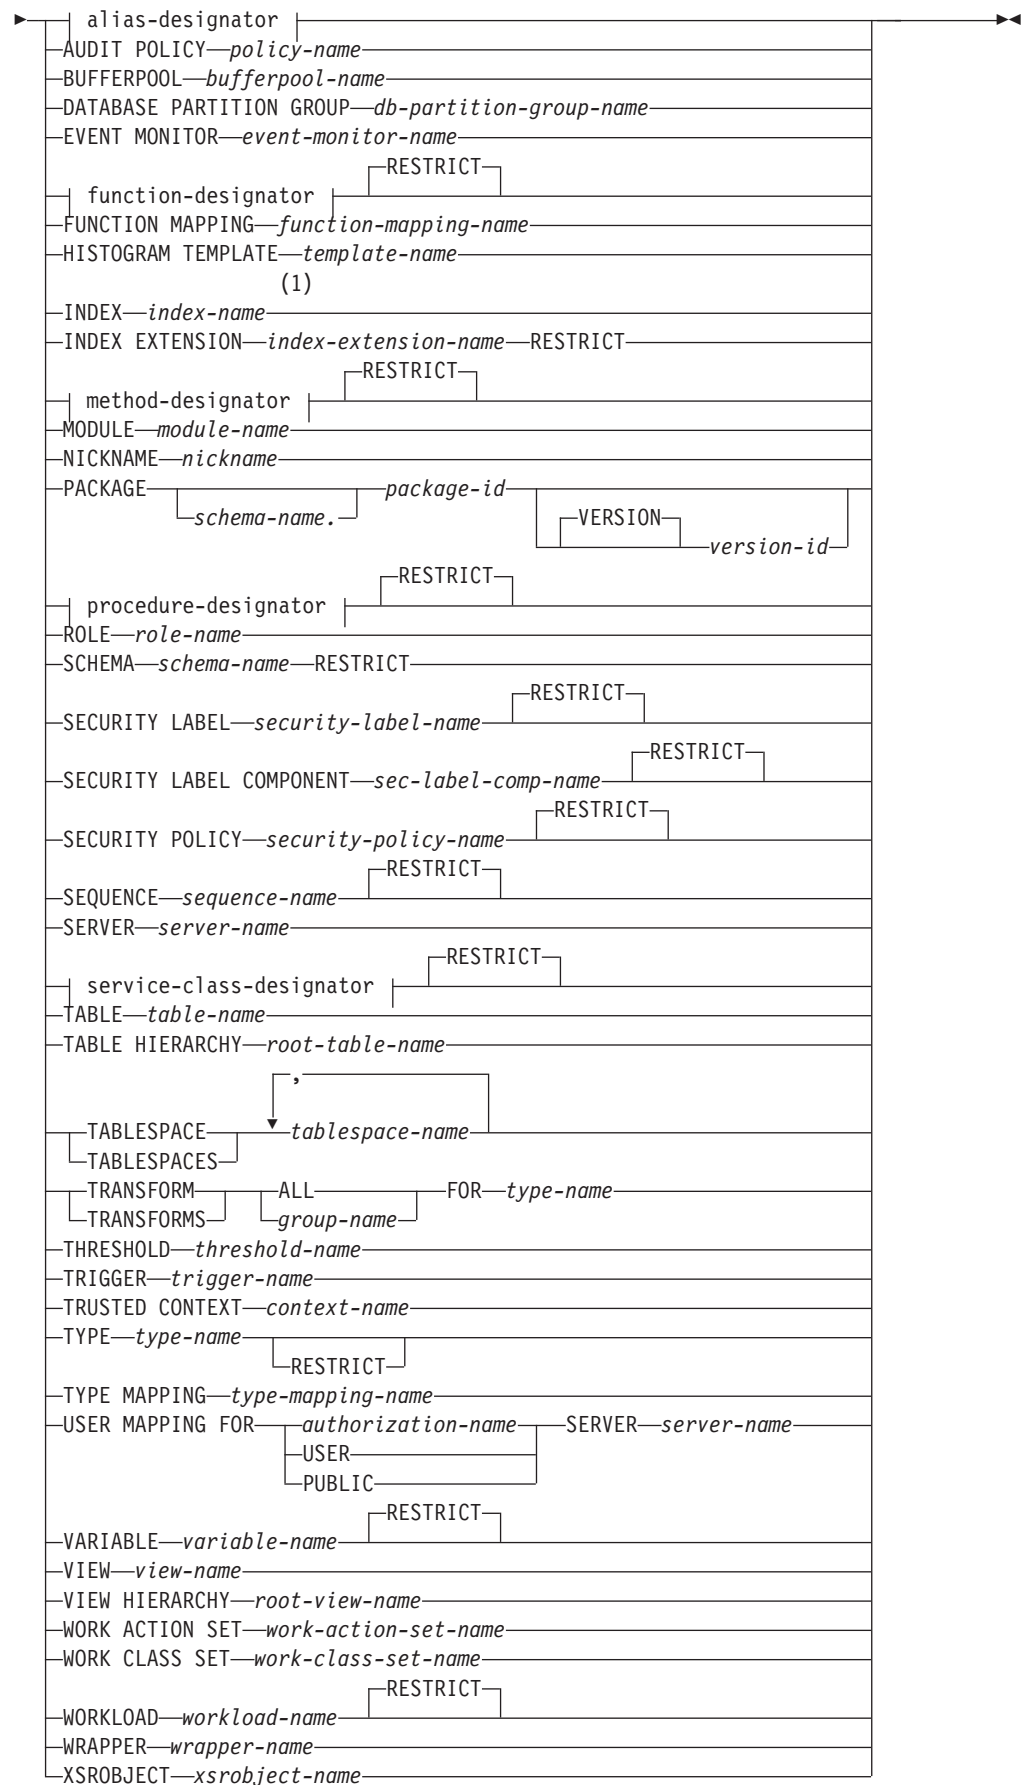 alias-designator
AUDIT POLICY policy-name
BUFFERPOOL bufferpool-name
DATABASE PARTITION GROUP db-partition-group-name
EVENT MONITOR event-monitor-name
RESTRICT
function-designator
FUNCTION MAPPING function-mapping-name
HISTOGRAM TEMPLATE template-name
(1)
INDEX index-name
INDEX EXTENSION index-extension-name RESTRICT
RESTRICT
method-designator
MODULE module-name
NICKNAME nickname
PACKAGE package-id
schema-name. VERSION
version-id
RESTRICT
procedure-designator
ROLE role-name
SCHEMA schema-name RESTRICT
RESTRICT
SECURITY LABEL security-label-name
RESTRICT
SECURITY LABEL COMPONENT sec-label-comp-name
RESTRICT
SECURITY POLICY security-policy-name
RESTRICT
SEQUENCE sequence-name
SERVER server-name
RESTRICT
service-class-designator
TABLE table-name
TABLE HIERARCHY root-table-name
,
TABLESPACE tablespace-name
TABLESPACES
TRANSFORM ALL FOR type-name
TRANSFORMS group-name
THRESHOLD threshold-name
TRIGGER trigger-name
TRUSTED CONTEXT context-name
TYPE type-name
RESTRICT
TYPE MAPPING type-mapping-name
USER MAPPING FOR authorization-name SERVER server-name
USER
PUBLIC
RESTRICT
VARIABLE variable-name
VIEW view-name
VIEW HIERARCHY root-view-name
WORK ACTION SET work-action-set-name
WORK CLASS SET work-class-set-name
RESTRICT
WORKLOAD workload-name
WRAPPER wrapper-name
XSROBJECT xsrobject-name